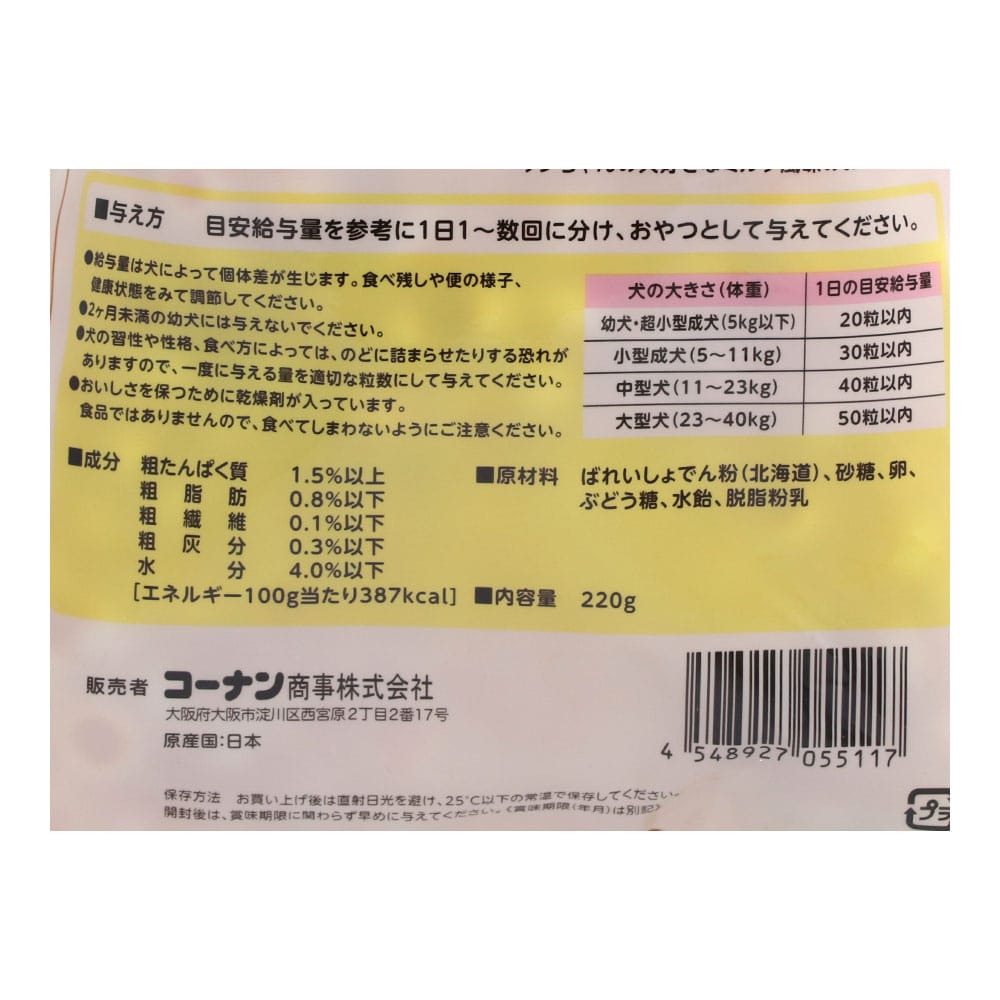 ■与え方 目安給与量を参考に1日1〜数回に分け、おやつとして与えてください。
●給与量は犬によって個体差が生じます。食べ残しや便の様子、
健康状態をみて調節してください。
●2ヶ月未満の幼犬には与えないでください。
●犬の習性や性格、食べ方によっては、のどに詰まらせたりする恐れが
ありますので、一度に与える量を適切な粒数にして与えてください。
●おいしさを保つために乾燥剤が入っています。
食品ではありませんので、食べてしまわないようにご注意ください。
犬の大きさ(体重) 1日の目安給与量
幼犬・超小型成犬(5kg以下) 20粒以内
小型成犬(5〜11kg) 30粒以内
中型犬(11〜23kg) 40粒以内
大型犬(23〜40kg) 50粒以内
■成分 粗たんぱく質 1.5%以上
粗脂肪 0.8%以下
粗繊維 0.1%以下
粗灰分 0.3%以下
水分 4.0%以下
[エネルギー100g当たり387kcal]
■原材料 ばれいしょでん粉(北海道)、砂糖、卵、
ぶどう糖、水飴、脱脂粉乳
■内容量 220g
販売者 コーナン商事株式会社
大阪府大阪市淀川区西宮原2丁目2番17号
原産国:日本
4 548927 055117
保存方法 お買い上げ後は直射日光を避け、25℃以下の常温で保存してください。
開封後は、賞味期限に関わらず早めに与えてください。《賞味期限(年月)は別記》
プラ